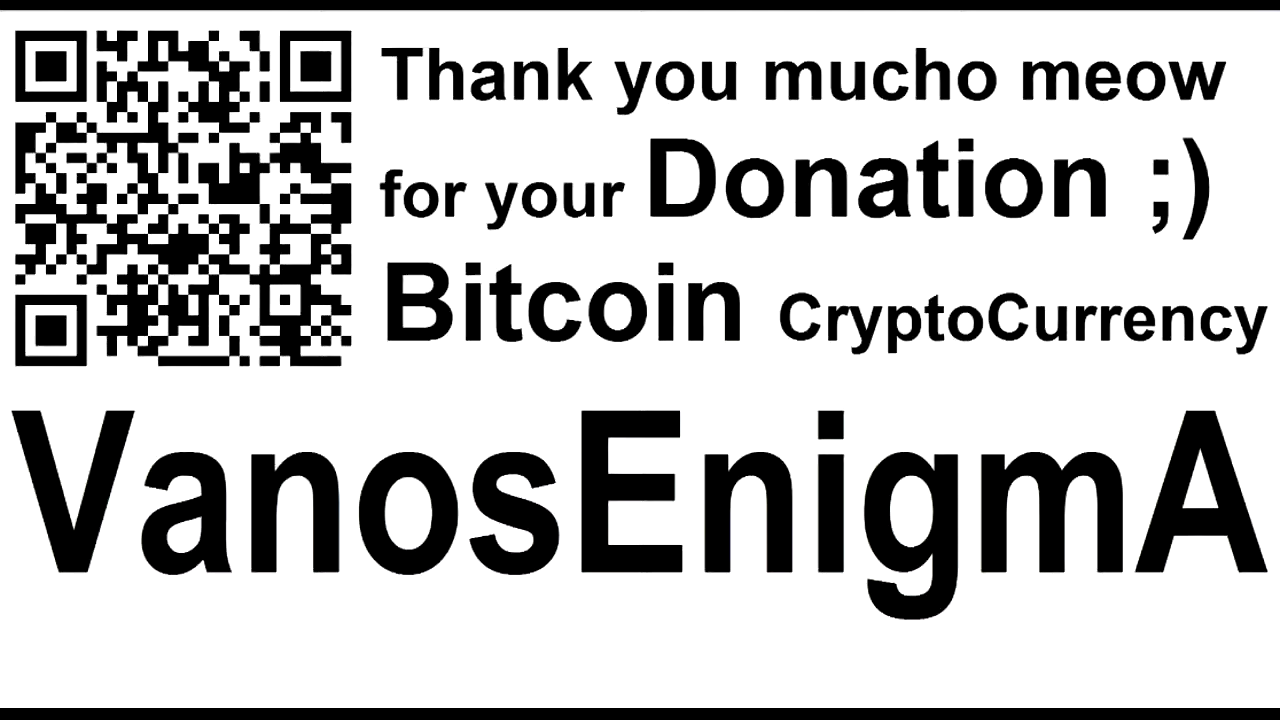 Thank you mucho meow
for your Donation ;)
Bitcoin CryptoCurrency
VanosEnigmA